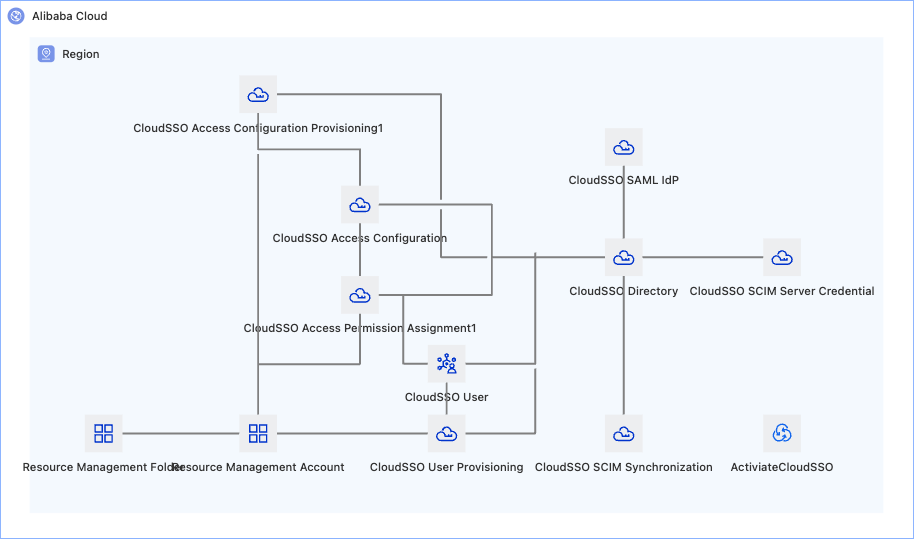 Alibaba Cloud
Region
CloudSSO Access Configuration Provisioning1
CloudSSO SAML IdP
CloudSSO Access Configuration
CloudSSO Directory
CloudSSO SCIM Server Credential
CloudSSO Access Permission Assignment1
CloudSSO User
Resource Management Folder
Resource Management Account
CloudSSO User Provisioning
CloudSSO SCIM Synchronization
ActiviateCloudSSO